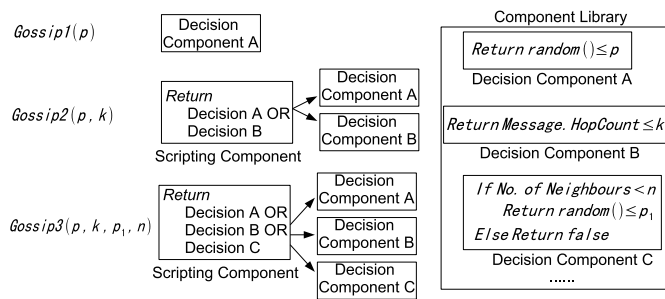 Gossip1(p)
Decision
Component A
Gossip2(p, k)
Return
Decision A OR
Decision B
Scripting Component
Decision
Component A
Decision
Component B
Gossip3(p, k, p₁, n)
Return
Decision A OR
Decision B OR
Decision C
Scripting Component
Decision
Component A
Decision
Component B
Decision
Component C
Component Library
Return random()≤p
Decision Component A
Return Message. HopCount≤k
Decision Component B
If No. of Neighbours<n
Return random()≤p₁
Else Return false
Decision Component C
......